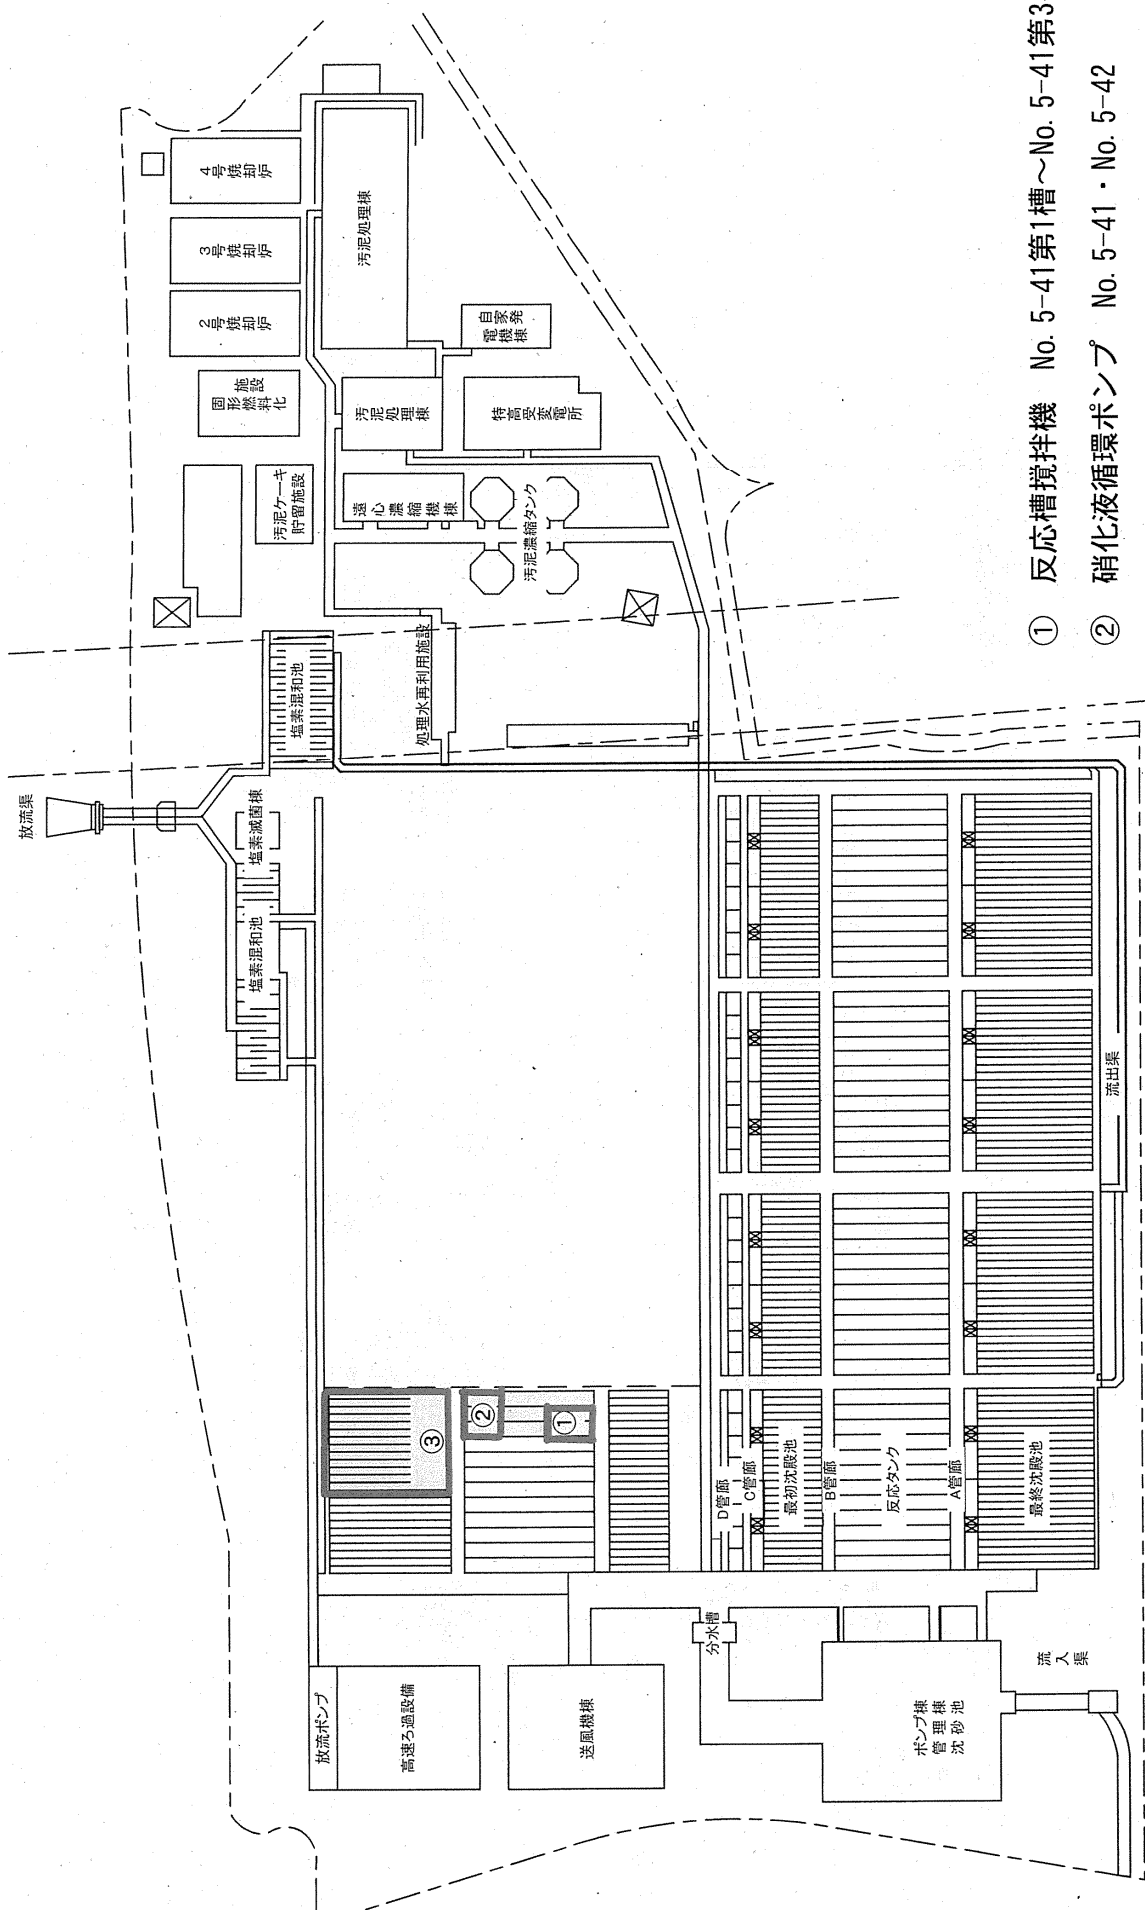 放流渠
4号焼却炉
3号焼却炉
2号焼却炉
固形燃料化
施設
汚泥ケーキ
貯留施設
汚泥処理棟
自家発
電機棟
汚泥処理棟
特高受変電所
遠心濃縮機棟
汚泥濃縮タンク
処理水再利用施設
塩素混和池
塩素滅菌棟
塩素混和池
③
②
①
D管廊
C管廊
最初沈殿池
B管廊
反応タンク
A管廊
最終沈殿池
流出渠
放流ポンプ
高速ろ過設備
送風機棟
分水槽
ポンプ棟
管理棟
沈砂池
流入渠
① 反応槽撹拌機 No. 5-41第1槽～No. 5-41第3
② 硝化液循環ポンプ No. 5-41・No. 5-42